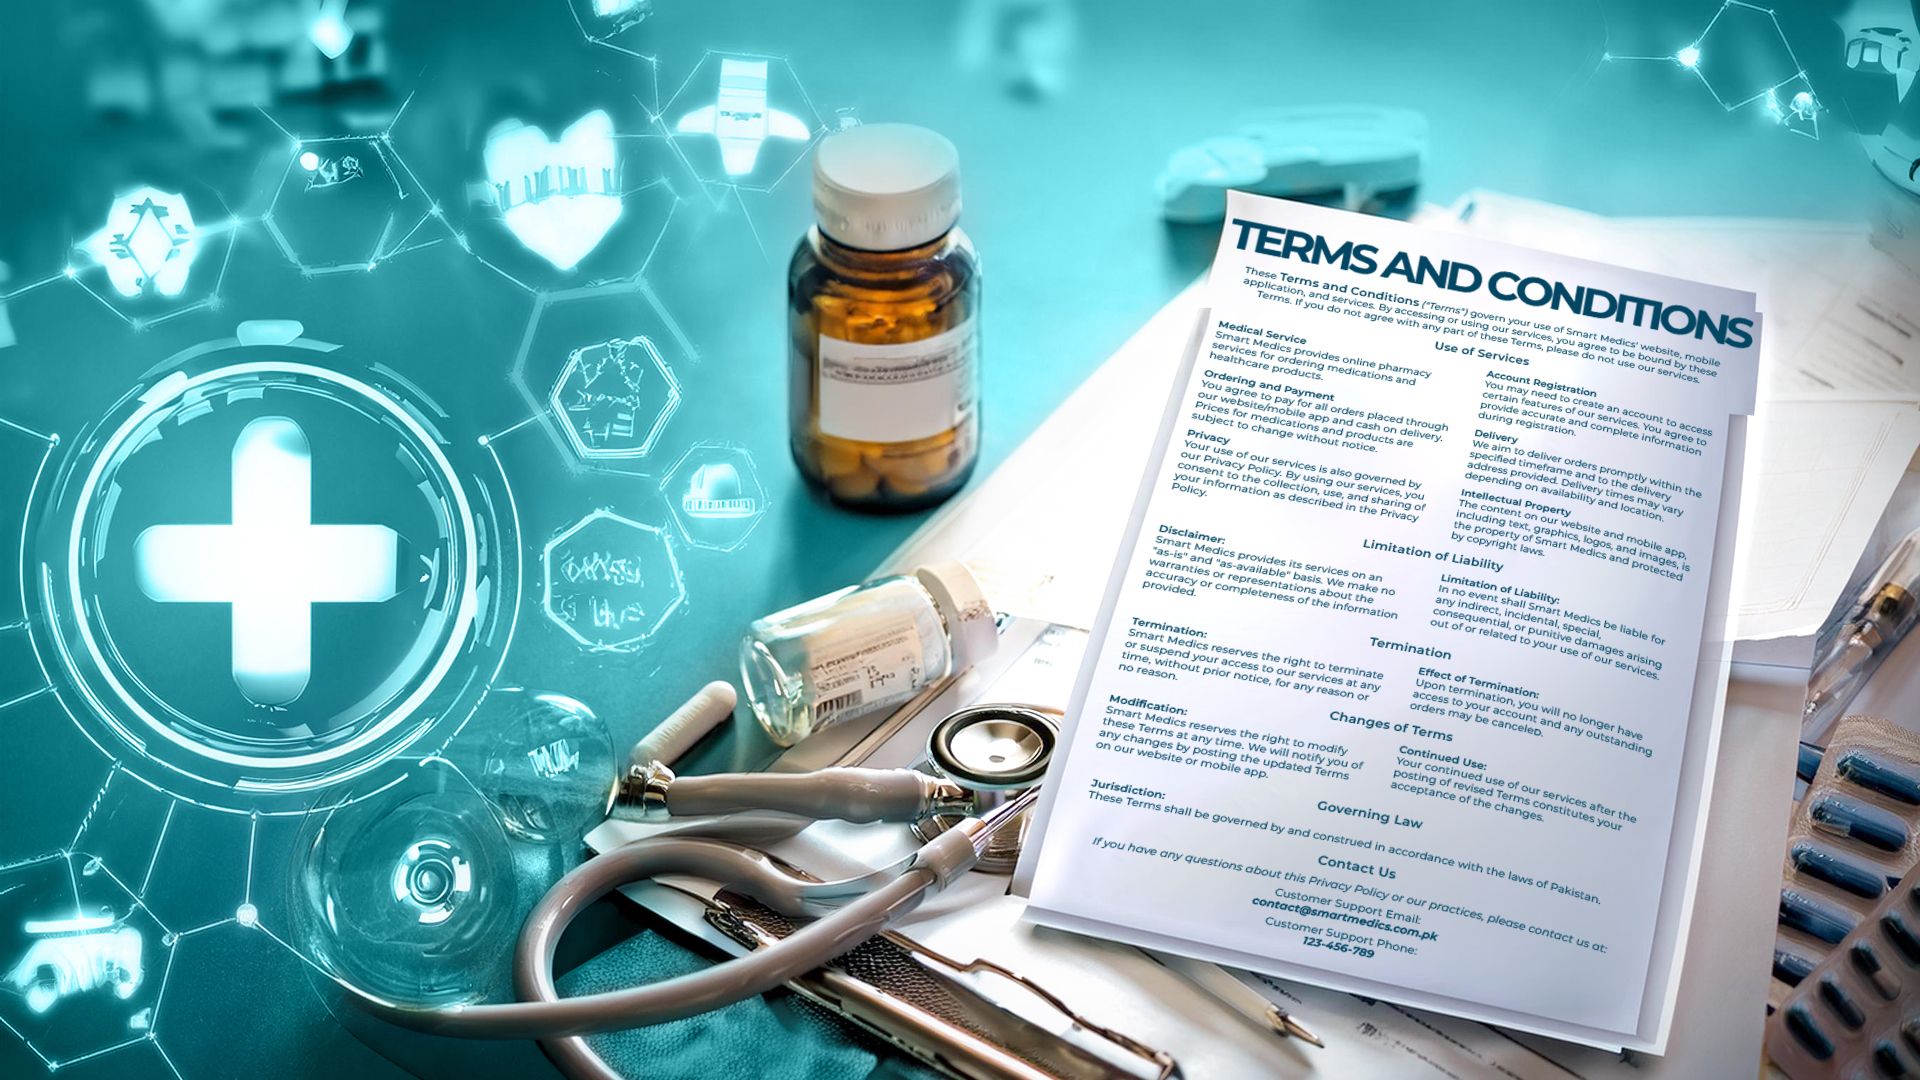 TERMS AND CONDITIONS
These Terms and Conditions ("Terms") govern your use of Smart Medics' website, mobile
application, and services. By accessing or using our services, you agree to be bound by these
Terms. If you do not agree with any part of these Terms, please do not use our services.
Use of Services
Medical Service
Smart Medics provides online pharmacy
services for ordering medications and
healthcare products.
Ordering and Payment
You agree to pay for all orders placed through
our website/mobile app and cash on delivery.
Prices for medications and products are
subject to change without notice.
Privacy
Your use of our services is also governed by
our Privacy Policy. By using our services, you
consent to the collection, use, and sharing of
your information as described in the Privacy
Policy.
Account Registration
You may need to create an account to access
certain features of our services. You agree to
provide accurate and complete information
during registration.
Delivery
We aim to deliver orders promptly within the
specified timeframe and to the delivery
address provided. Delivery times may vary
depending on availability and location.
Intellectual Property
The content on our website and mobile app,
including text, graphics, logos, and images, is
the property of Smart Medics and protected
by copyright laws.
Limitation of Liability
Disclaimer:
Smart Medics provides its services on an
"as-is" and "as-available" basis. We make no
warranties or representations about the
accuracy or completeness of the information
provided.
Limitation of Liability:
In no event shall Smart Medics be liable for
any indirect, incidental, special,
consequential, or punitive damages arising
out of or related to your use of our services.
Termination
Termination:
Smart Medics reserves the right to terminate
or suspend your access to our services at any
time, without prior notice, for any reason or
no reason.
Effect of Termination:
Upon termination, you will no longer have
access to your account and any outstanding
orders may be canceled.
Changes of Terms
Modification:
Smart Medics reserves the right to modify
these Terms at any time. We will notify you of
any changes by posting the updated Terms
on our website or mobile app.
Continued Use:
Your continued use of our services after the
posting of revised Terms constitutes your
acceptance of the changes.
Governing Law
Jurisdiction:
These Terms shall be governed by and construed in accordance with the laws of Pakistan.
Contact Us
If you have any questions about this Privacy Policy or our practices, please contact us at:
Customer Support Email:
contact@smartmedics.com.pk
Customer Support Phone:
123-456-789